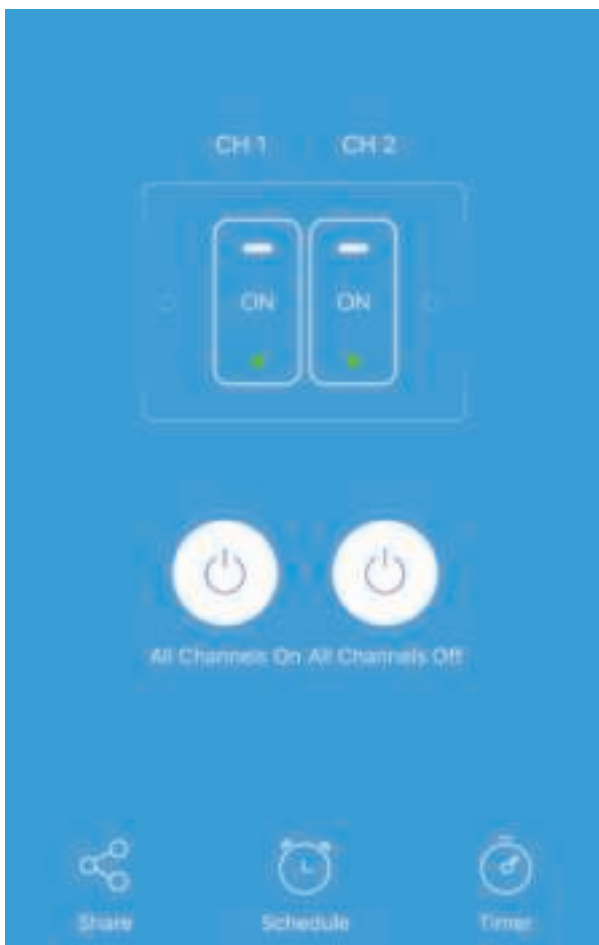 CH 1 CH 2
ON ON
All Channels On All Channels Off
Share Schedule Timer